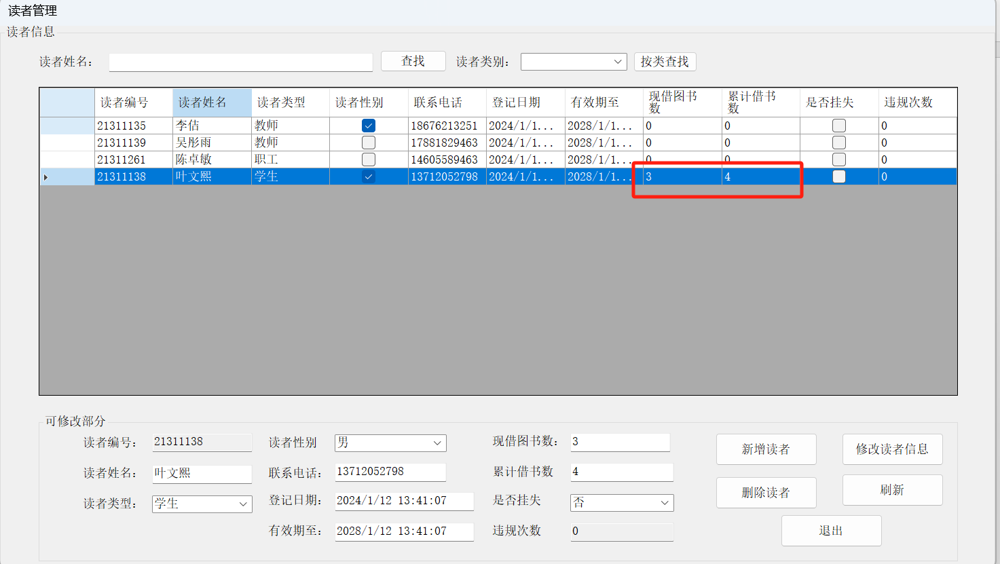 读者管理
读者信息
读者姓名： 查找 读者类别： 按类查找
读者编号 读者姓名 读者类型 读者性别 联系电话 登记日期 有效期至 现借图书数 累计借书数 是否挂失 违规次数
21311135 李佶 教师 18676213251 2024/1/1... 2028/1/1... 0 0 0
21311139 吴彤雨 教师 17881829463 2024/1/1... 2028/1/1... 0 0 0
21311261 陈卓敏 职工 14605589463 2024/1/1... 2028/1/1... 0 0 0
21311138 叶文熙 学生 13712052798 2024/1/1... 2028/1/1... 3 4 0
可修改部分
读者编号： 21311138 读者性别 男 现借图书数： 3 新增读者 修改读者信息
读者姓名： 叶文熙 联系电话： 13712052798 累计借书数 4
读者类型： 学生 登记日期： 2024/1/12 13:41:07 是否挂失 否 删除读者 刷新
有效期至： 2028/1/12 13:41:07 违规次数 0 退出